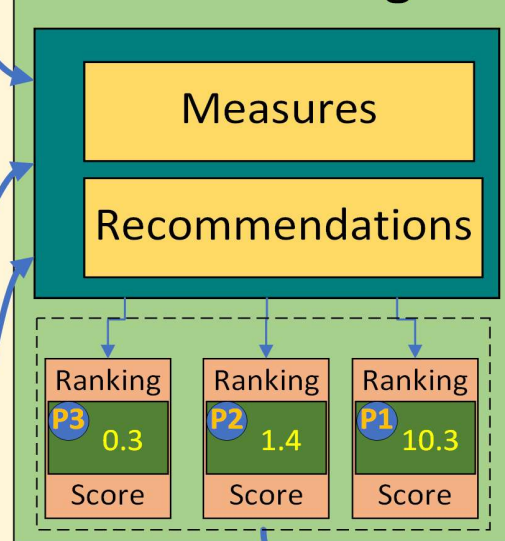 Measures
Recommendations
Ranking
P3 0.3
Score
Ranking
P2 1.4
Score
Ranking
P1 10.3
Score